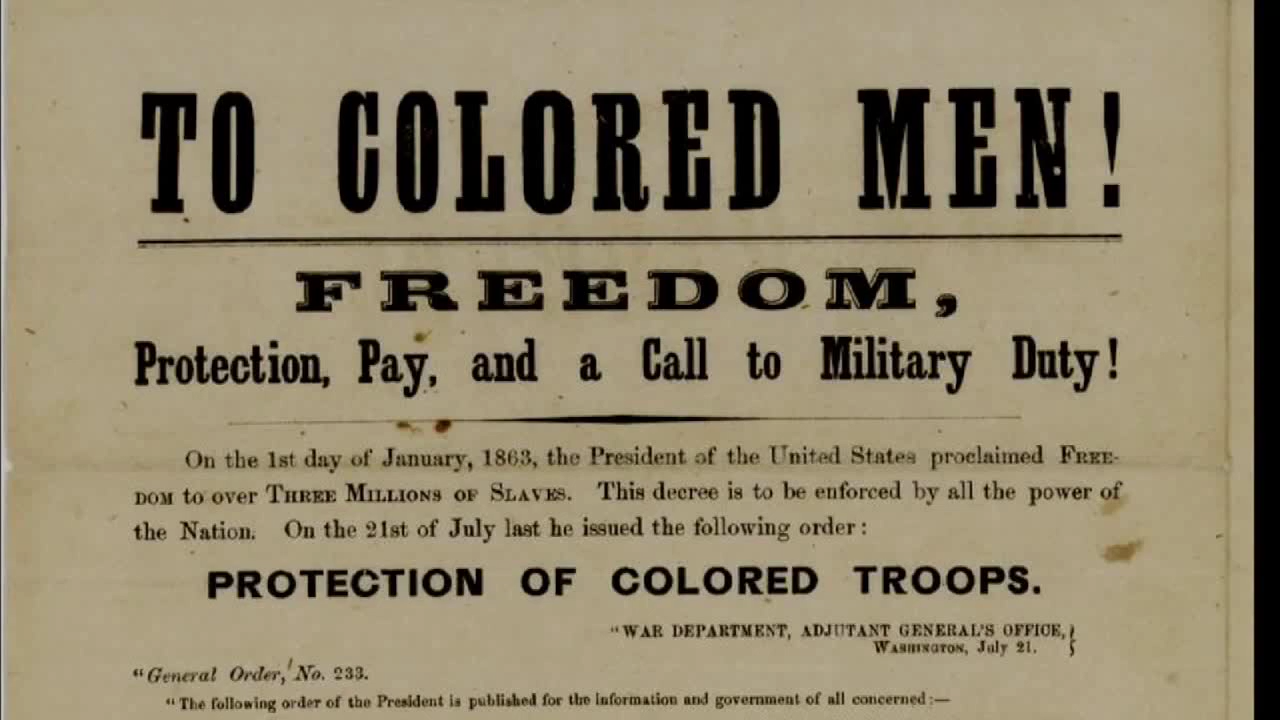 TO COLORED MEN!
FREEDOM,
Protection, Pay, and a Call to Military Duty!
On the 1st day of January, 1863, the President of the United States proclaimed FREE-
DOM to over THREE MILLIONS OF SLAVES. This decree is to be enforced by all the power of
the Nation. On the 21st of July last he issued the following order:
PROTECTION OF COLORED TROOPS.
"WAR DEPARTMENT, ADJUTANT GENERAL'S OFFICE,
WASHINGTON, July 21.
"General Order, No. 233.
"The following order of the President is published for the information and government of all concerned:—